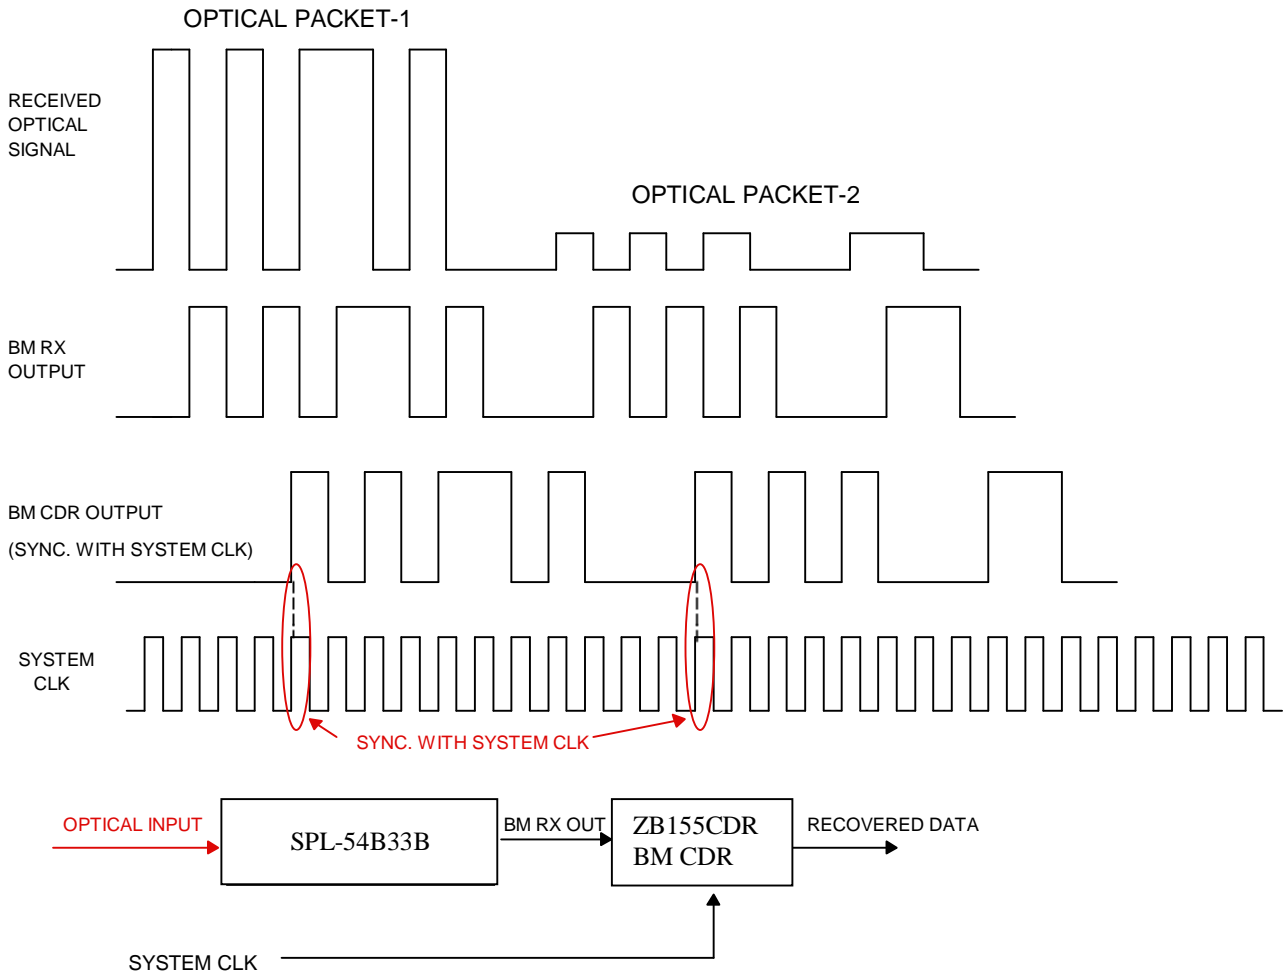 OPTICAL PACKET-1
RECEIVED
OPTICAL
SIGNAL
OPTICAL PACKET-2
BM RX
OUTPUT
BM CDR OUTPUT
(SYNC. WITH SYSTEM CLK)
SYSTEM
CLK
SYNC. WITH SYSTEM CLK
OPTICAL INPUT
SPL-54B33B
BM RX OUT
ZB155CDR
BM CDR
RECOVERED DATA
SYSTEM CLK